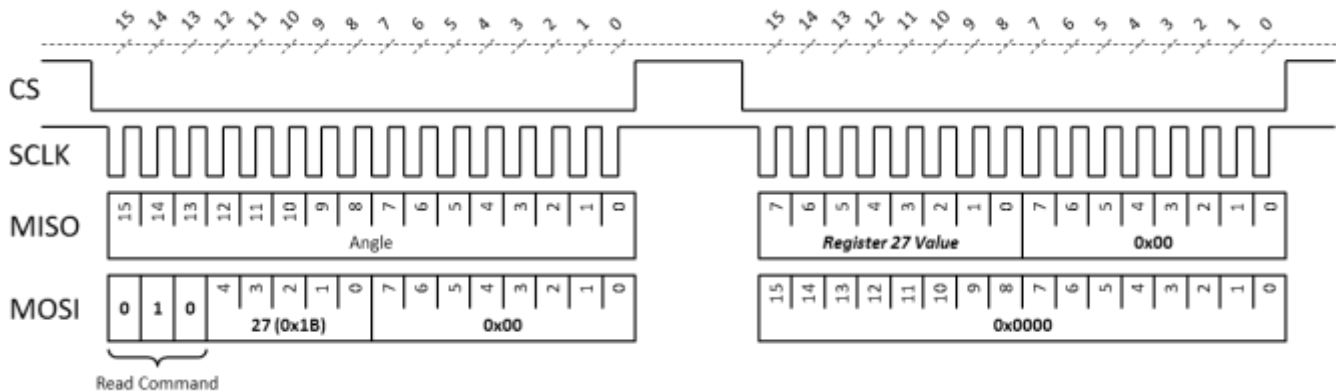 15 14 13 12 11 10 9 8 7 6 5 4 3 2 1 0 15 14 13 12 11 10 9 8 7 6 5 4 3 2 1 0
CS
SCLK
MISO
15 14 13 12 11 10 9 8 7 6 5 4 3 2 1 0 7 6 5 4 3 2 1 0 7 6 5 4 3 2 1 0
Angle Register 27 Value 0x00
MOSI
0 1 0 4 3 2 1 0 7 6 5 4 3 2 1 0 15 14 13 12 11 10 9 8 7 6 5 4 3 2 1 0
27 (0x1B) 0x00 0x0000
Read Command